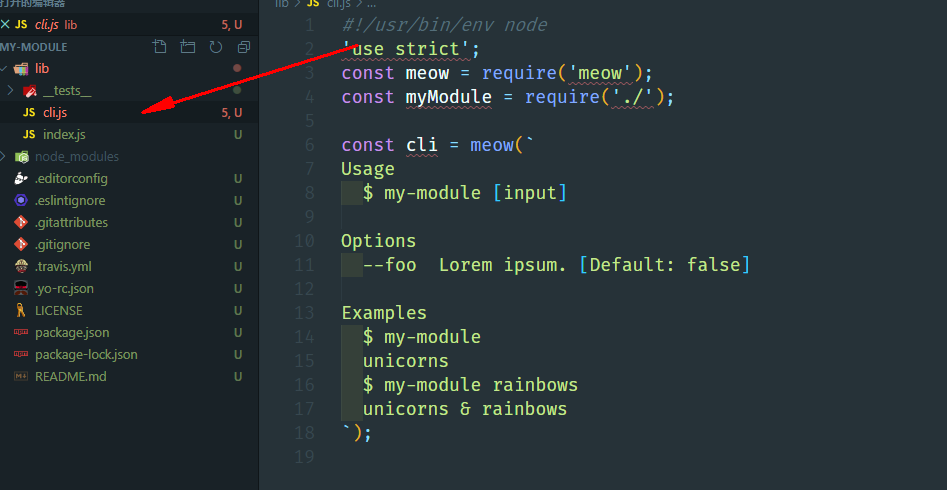 打开的编辑器
cli.js lib 5, U
MY-MODULE
lib
__tests__
cli.js 5, U
index.js U
node_modules
.editorconfig U
.eslintignore U
.gitattributes U
.gitignore U
.travis.yml U
.yo-rc.json U
LICENSE U
package.json U
package-lock.json U
README.md U
lib > JS cli.js > ...
1 #!/usr/bin/env node
2 'use strict';
3 const meow = require('meow');
4 const myModule = require('./');
5
6 const cli = meow(`
7 Usage
8 $ my-module [input]
9
10 Options
11 --foo Lorem ipsum. [Default: false]
12
13 Examples
14 $ my-module
15 unicorns
16 $ my-module rainbows
17 unicorns & rainbows
18 `);
19